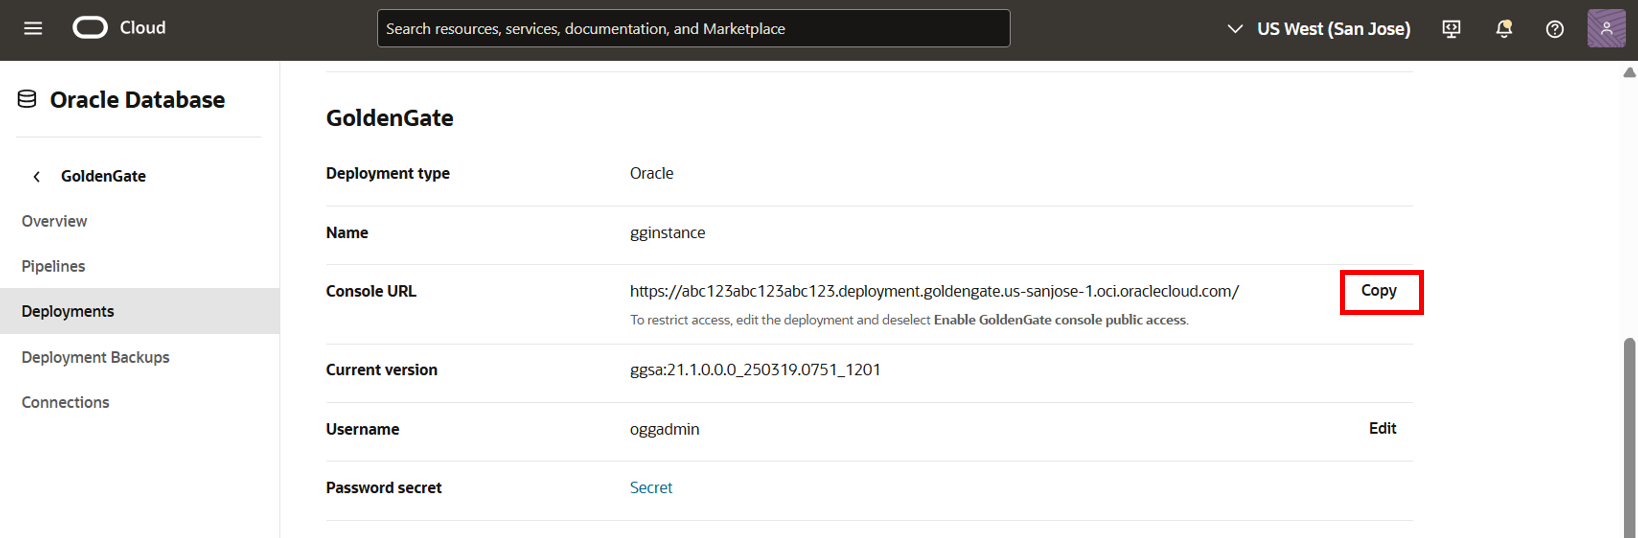 Cloud
Search resources, services, documentation, and Marketplace
US West (San Jose)
Oracle Database
GoldenGate
Overview
Pipelines
Deployments
Deployment Backups
Connections
GoldenGate
Deployment type Oracle
Name gginstance
Console URL https://abc123abc123abc123.deployment.goldengate.us-sanjose-1.oci.oraclecloud.com/ Copy
To restrict access, edit the deployment and deselect Enable GoldenGate console public access.
Current version ggsa:21.1.0.0.0_250319.0751_1201
Username oggadmin Edit
Password secret Secret